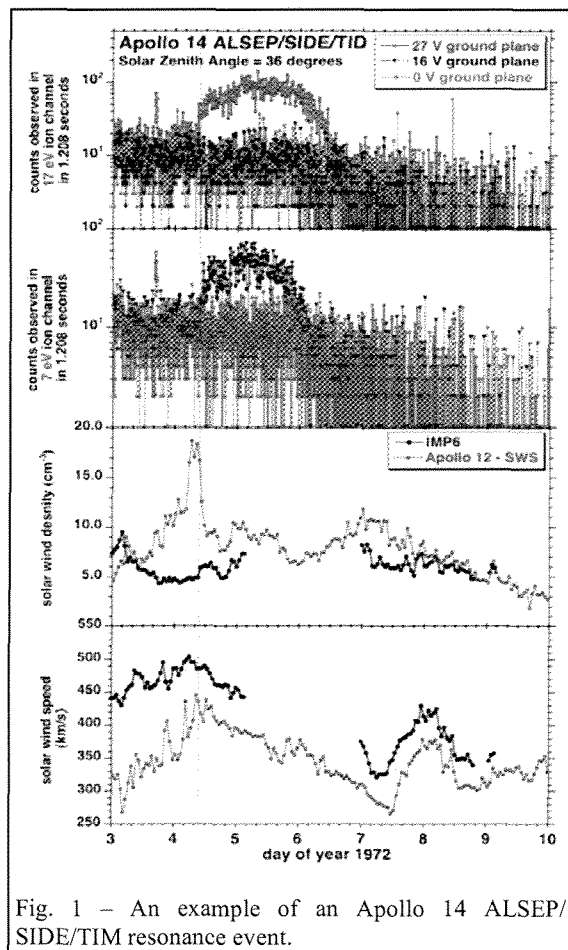 Apollo 14 ALSEP/SIDE/TID
Solar Zenith Angle = 36 degrees
27 V ground plane
16 V ground plane
0 V ground plane
counts observed in
17 eV ion channel
in 1.208 seconds
10²
10¹
10²
counts observed in
7 eV ion channel
in 1.208 seconds
10¹
20.0
IMP6
Apollo 12 - SWS
solar wind desnity (cm⁻³)
15.0
10.0
5.0
550
solar wind speed
(km/s)
500
450
400
350
300
250
3 4 5 6 7 8 9 10
day of year 1972
Fig. 1 – An example of an Apollo 14 ALSEP/
SIDE/TIM resonance event.